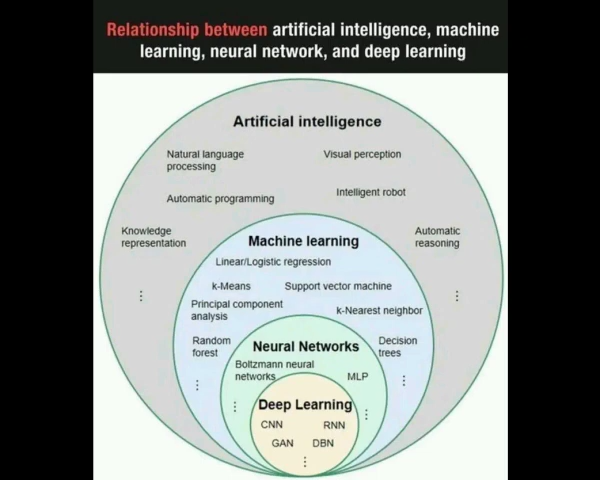 Relationship between artificial intelligence, machine
learning, neural network, and deep learning
Artificial intelligence
Natural language
processing
Visual perception
Automatic programming
Intelligent robot
Knowledge
representation
Automatic
reasoning
Machine learning
Linear/Logistic regression
k-Means
Support vector machine
Principal component
analysis
k-Nearest neighbor
Random
forest
Decision
trees
Neural Networks
Boltzmann neural
networks
MLP
Deep Learning
CNN
RNN
GAN
DBN